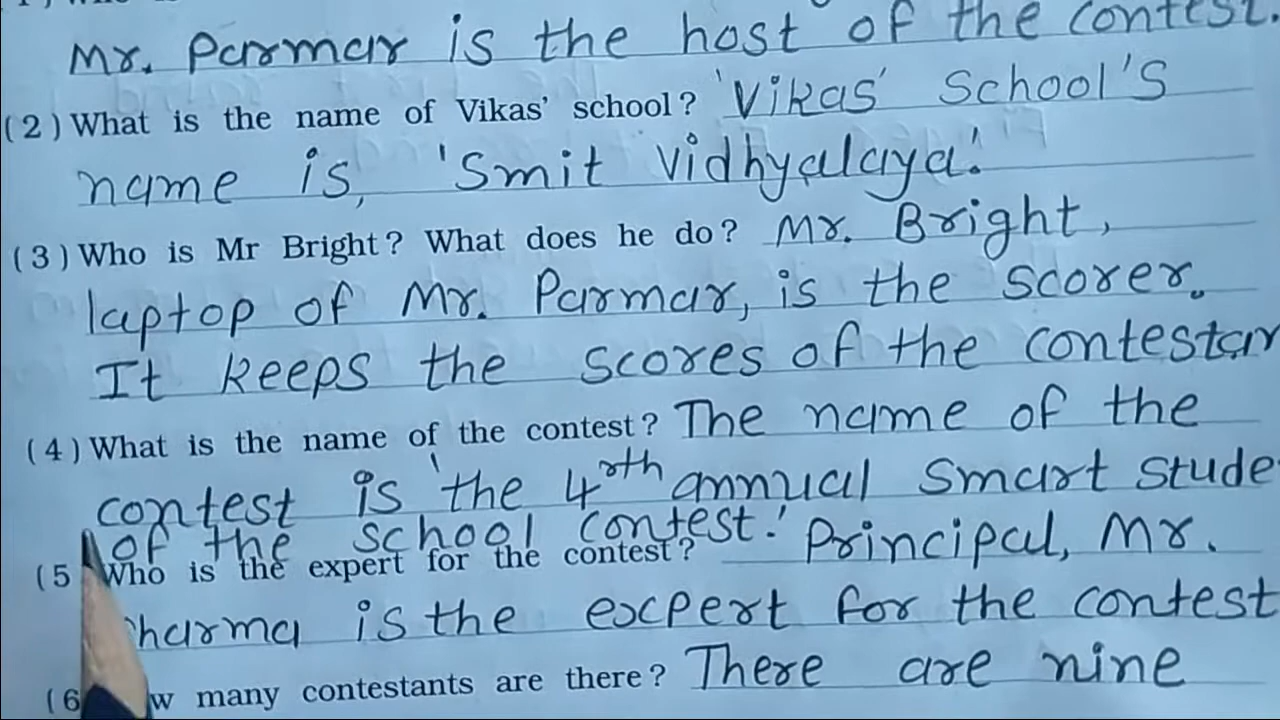 Mr. Parmar is the host of the contest.
(2) What is the name of Vikas' school? 'Vikas' School's
name is, 'Smit Vidhyalaya.'
(3) Who is Mr Bright? What does he do? Mr. Bright,
laptop of Mr. Parmar, is the scorer.
It keeps the scores of the
(4) What is the name of the contest? The name of the
contest is 'the 4rth annual Smart
of the school contest.'
(5 Who is the expert for the contest? Principal, Mr.
is the expert for the contest
(6 many contestants are there? There are nine